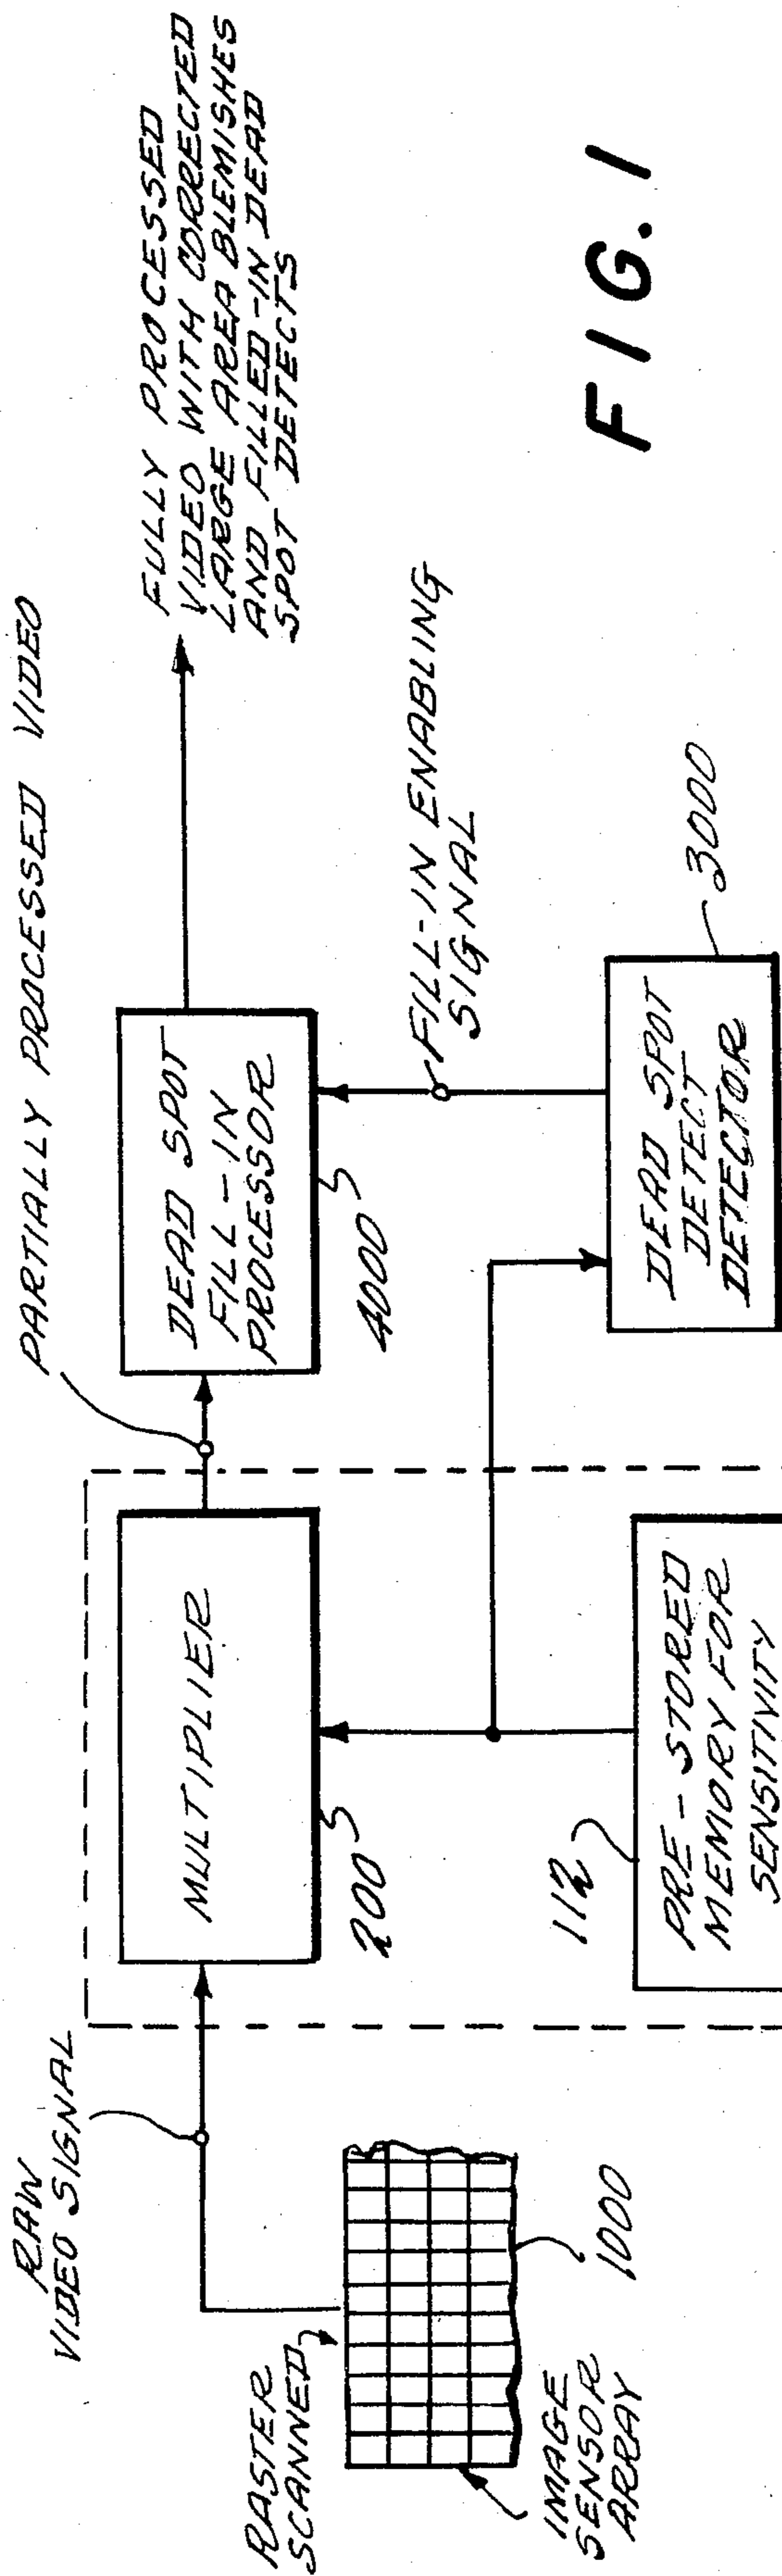 RAW
VIDEO SIGNAL
PARTIALLY PROCESSED VIDEO
FULLY PROCESSED
VIDEO WITH CORRECTED
LARGE AREA BLEMISHES
AND FILLED-IN DEAD
SPOT DETECTS
MULTIPLIER
200
DEAD SPOT
FILL-IN
PROCESSOR
4000
RASTER
SCANNED
IMAGE
SENSOR
ARRAY
1000
112
PRE-STORED
MEMORY FOR
SENSITIVITY
FILL-IN ENABLING
SIGNAL
DEAD SPOT
DETECT
DETECTOR
3000
FIG. 1